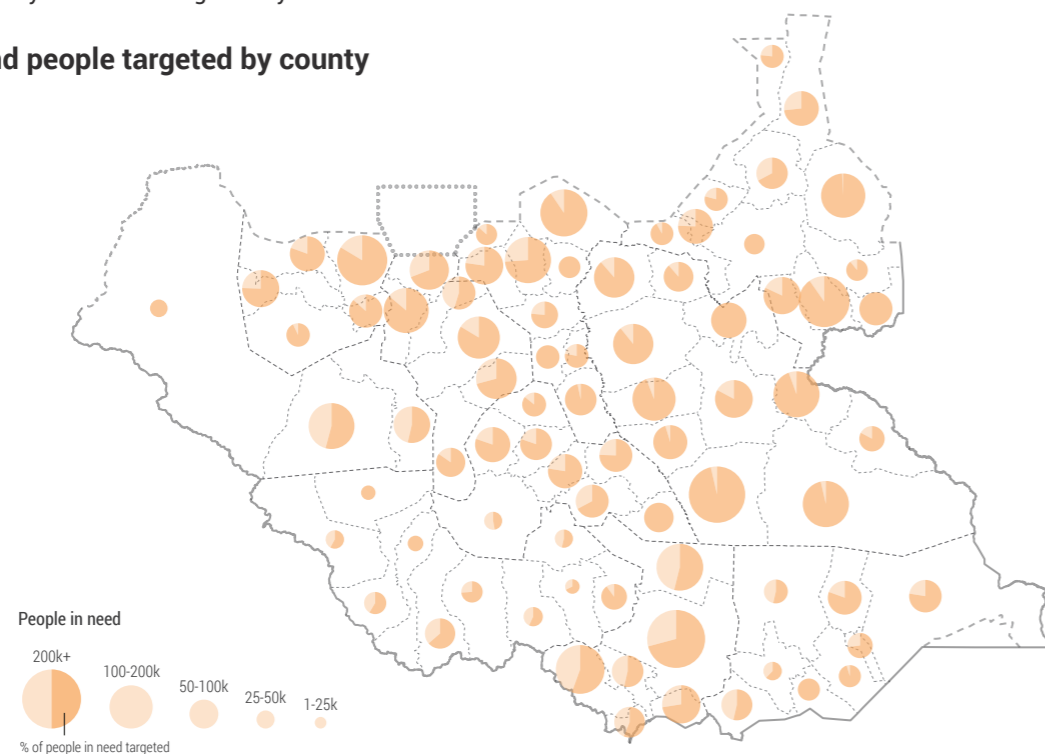 d people targeted by county
People in need
200k+
100-200k
50-100k
25-50k
1-25k
% of people in need targeted